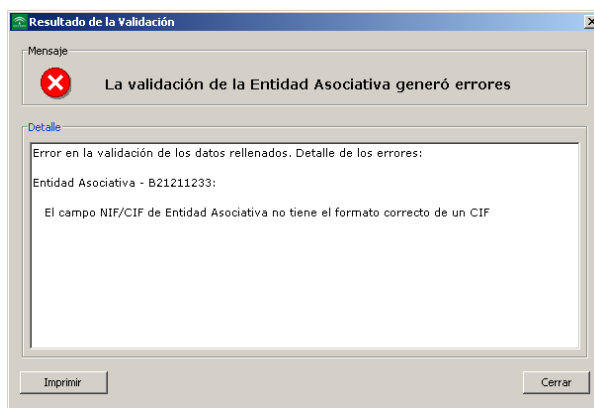 Resultado de la Validación
Mensaje
La validación de la Entidad Asociativa generó errores
Detalle
Error en la validación de los datos rellenados. Detalle de los errores:
Entidad Asociativa - B21211233:
El campo NIF/CIF de Entidad Asociativa no tiene el formato correcto de un CIF
Imprimir
Cerrar